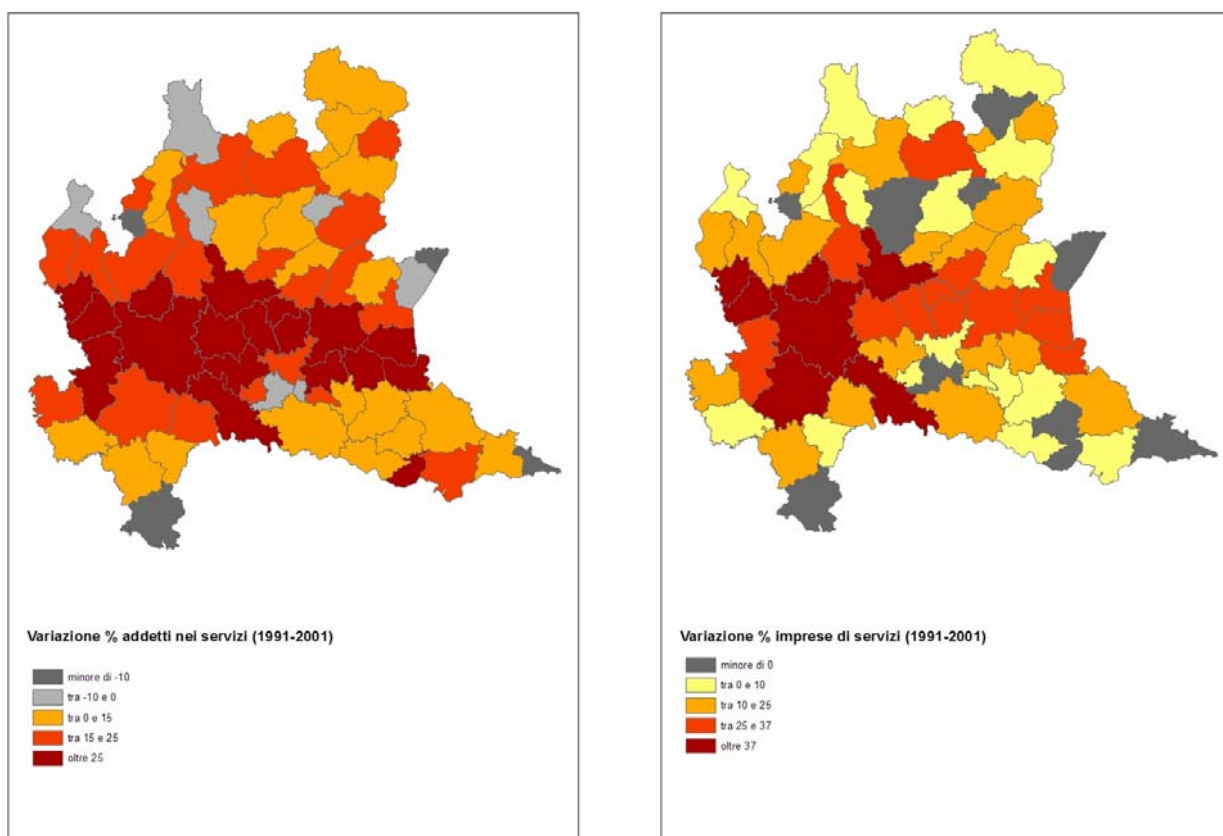 Variazione % addetti nei servizi (1991-2001)
minore di -10
tra -10 e 0
tra 0 e 15
tra 15 e 25
oltre 25
Variazione % imprese di servizi (1991-2001)
minore di 0
tra 0 e 10
tra 10 e 25
tra 25 e 37
oltre 37